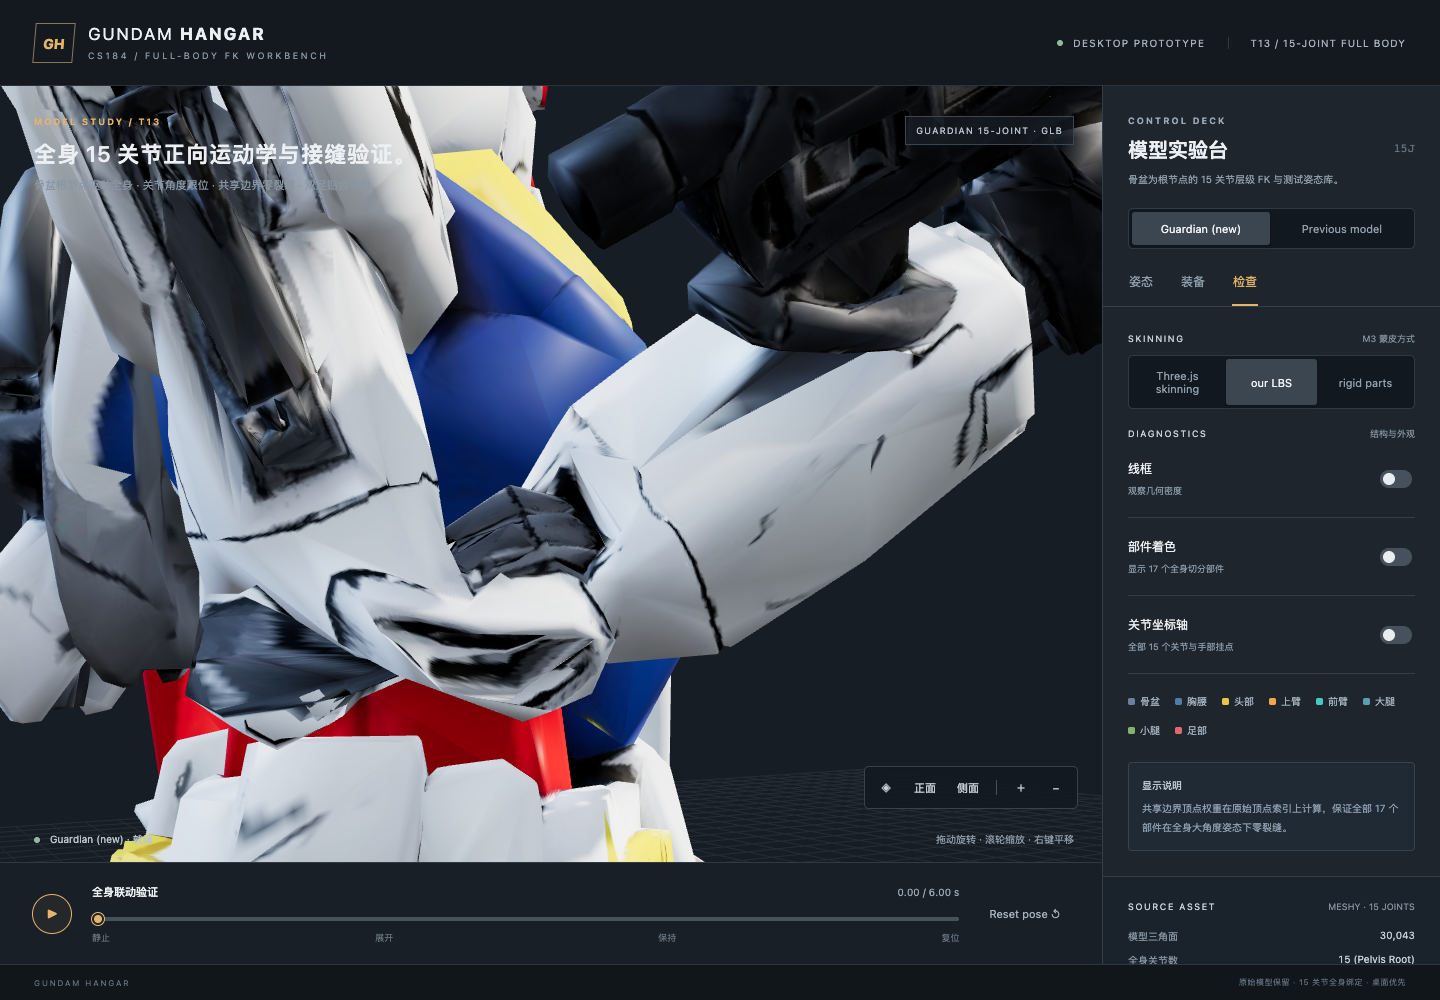 GH
GUNDAM HANGAR
CS184 / FULL-BODY FK WORKBENCH
DESKTOP PROTOTYPE
T13 / 15-JOINT FULL BODY
MODEL STUDY / T13
全身 15 关节正向运动学与接缝验证。
关节角度限位 · 共享边界零裂
GUARDIAN 15-JOINT · GLB
◈ 正面 侧面 + −
Guardian (new) ·
拖动旋转 · 滚轮缩放 · 右键平移
全身联动验证
0.00 / 6.00 s
静止 展开 保持 复位
Reset pose ↺
CONTROL DECK
模型实验台
15J
骨盆为根节点的 15 关节层级 FK 与测试姿态库。
Guardian (new) Previous model
姿态 装备 检查
SKINNING
M3 蒙皮方式
Three.js skinning
our LBS
rigid parts
DIAGNOSTICS
结构与外观
线框
观察几何密度
部件着色
显示 17 个全身切分部件
关节坐标轴
全部 15 个关节与手部挂点
骨盆 胸腰 头部 上臂 前臂 大腿
小腿 足部
显示说明
共享边界顶点权重在原始顶点索引上计算，保证全部 17 个
部件在全身大角度姿态下零裂缝。
SOURCE ASSET
MESHY · 15 JOINTS
模型三角面
30,043
全身关节数
15 (Pelvis Root)
GUNDAM HANGAR
原始模型保留 · 15 关节全身绑定 · 桌面优先